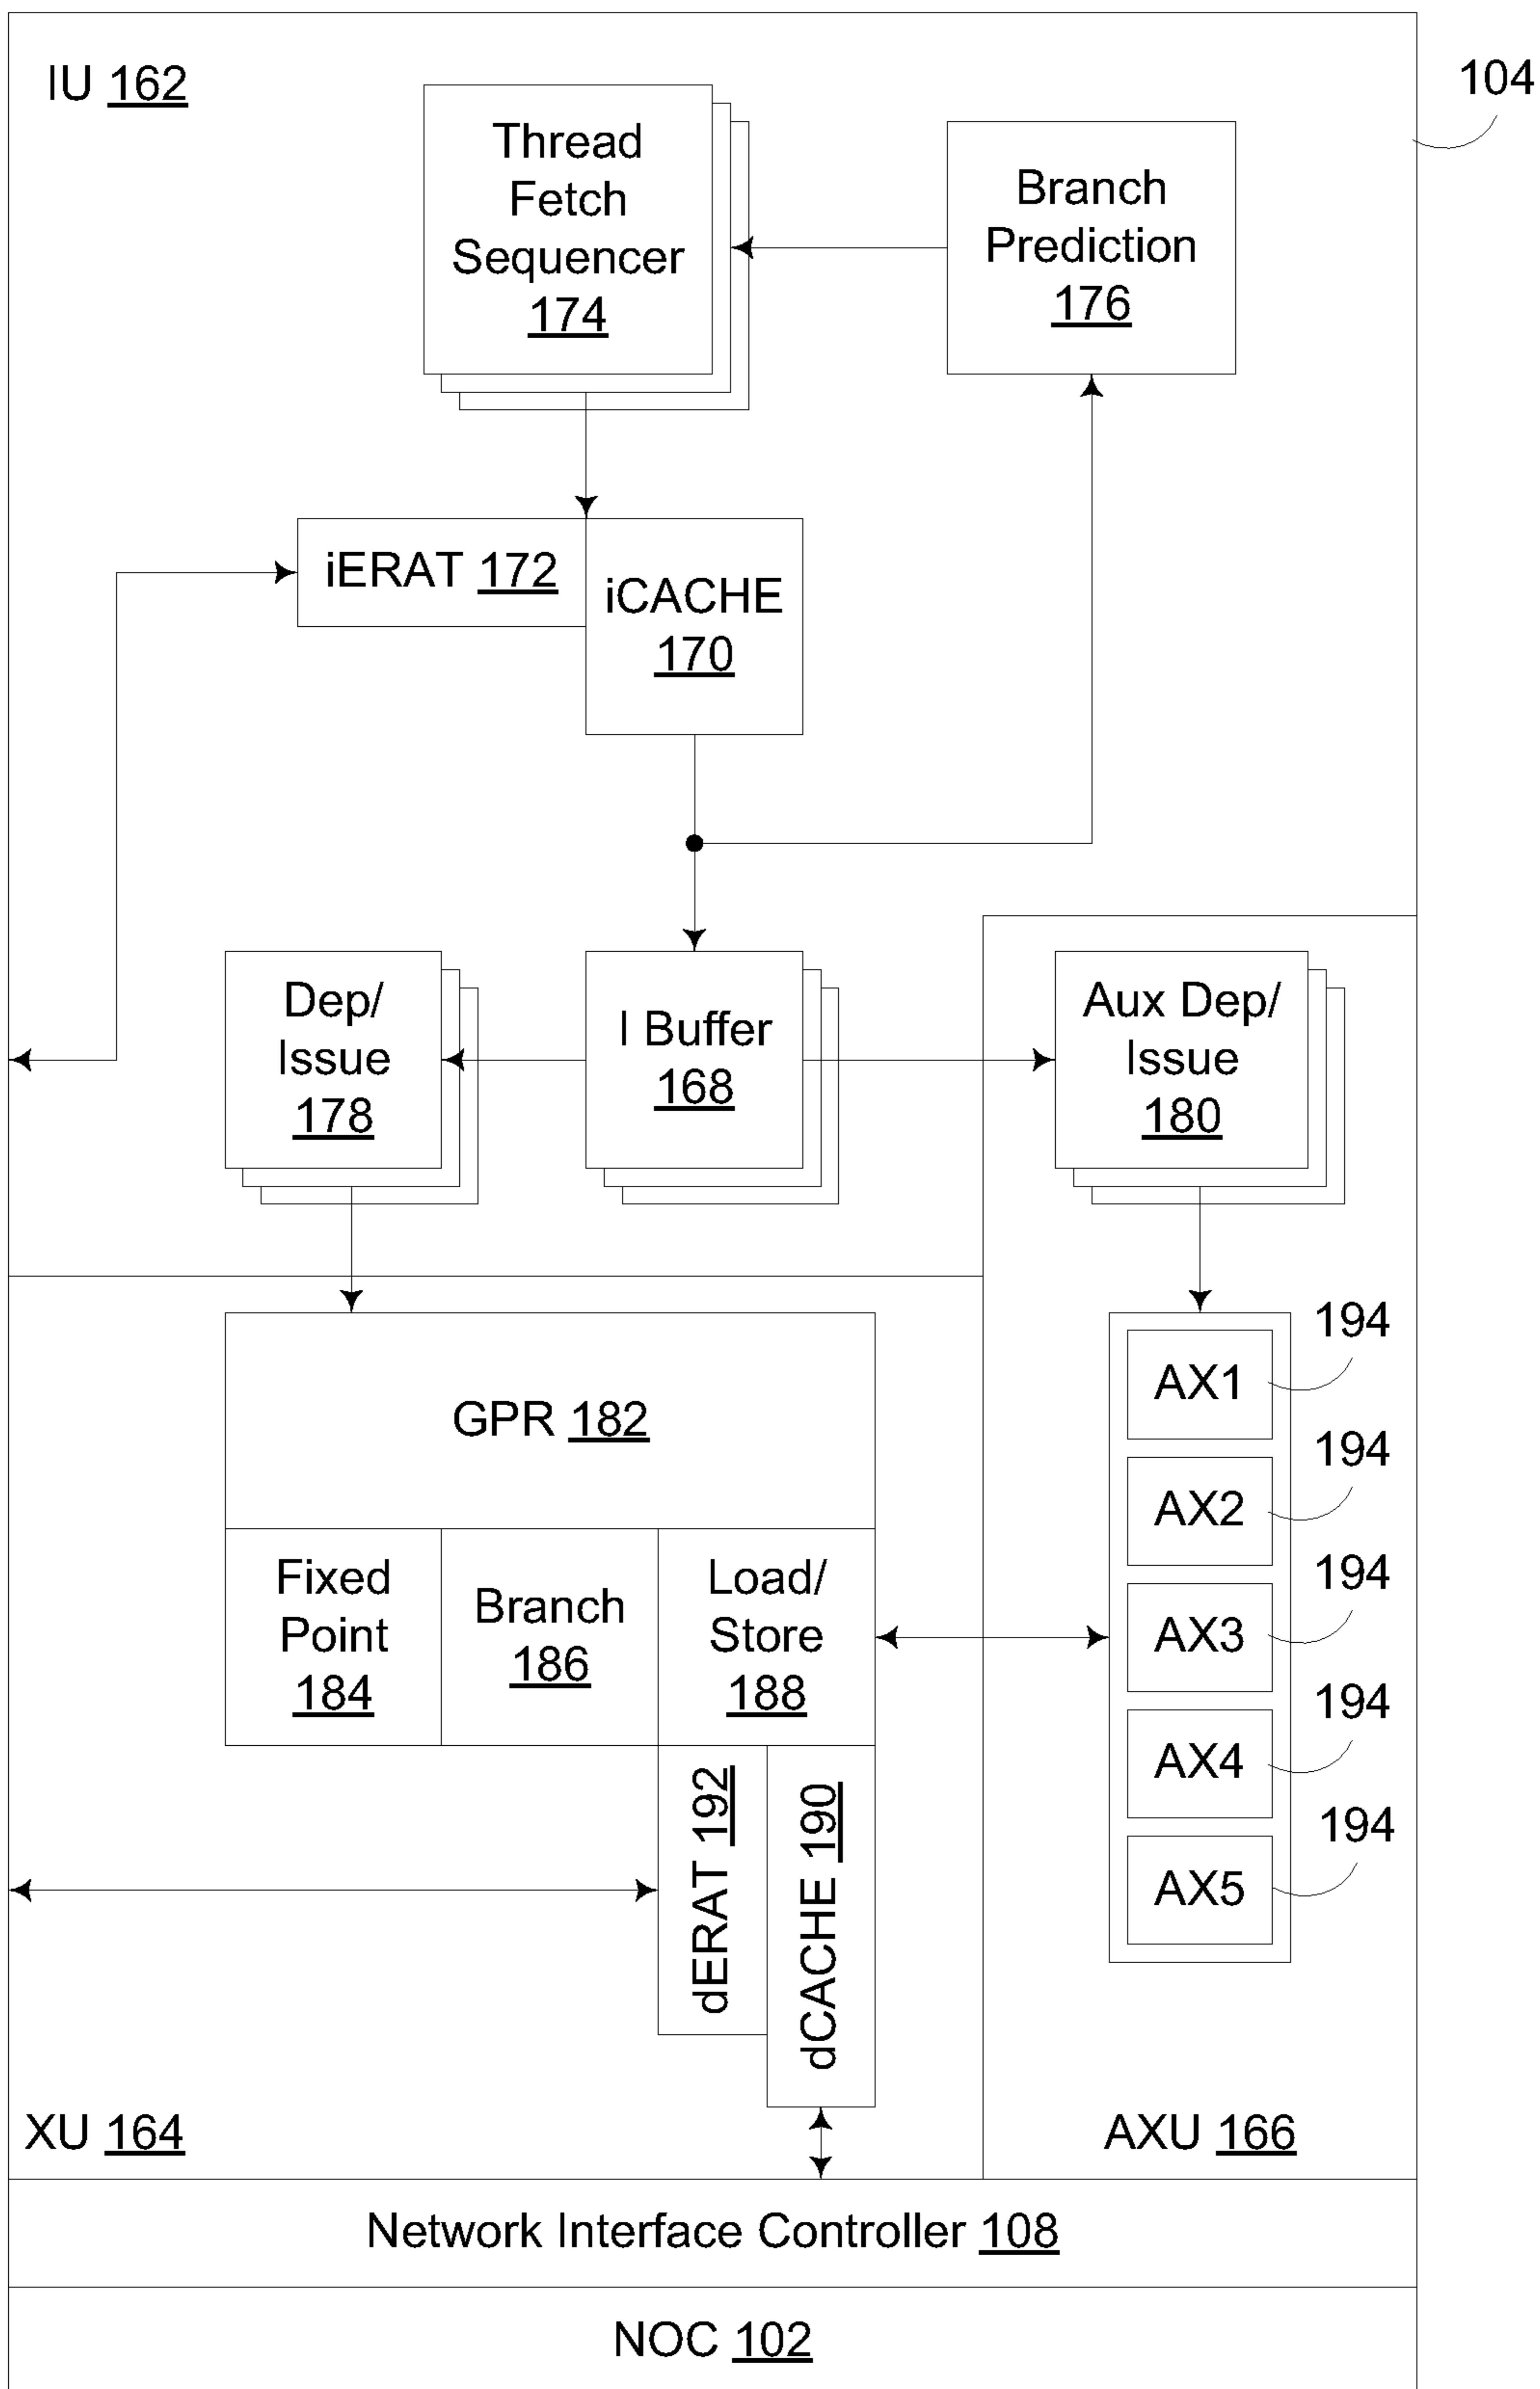 IU 162
104
Thread
Fetch
Sequencer
174
Branch
Prediction
176
iERAT 172
iCACHE
170
Dep/
Issue
178
I Buffer
168
Aux Dep/
Issue
180
GPR 182
Fixed
Point
184
Branch
186
Load/
Store
188
dERAT 192
dCACHE 190
AX1
194
AX2
194
AX3
194
AX4
194
AX5
194
XU 164
AXU 166
Network Interface Controller 108
NOC 102